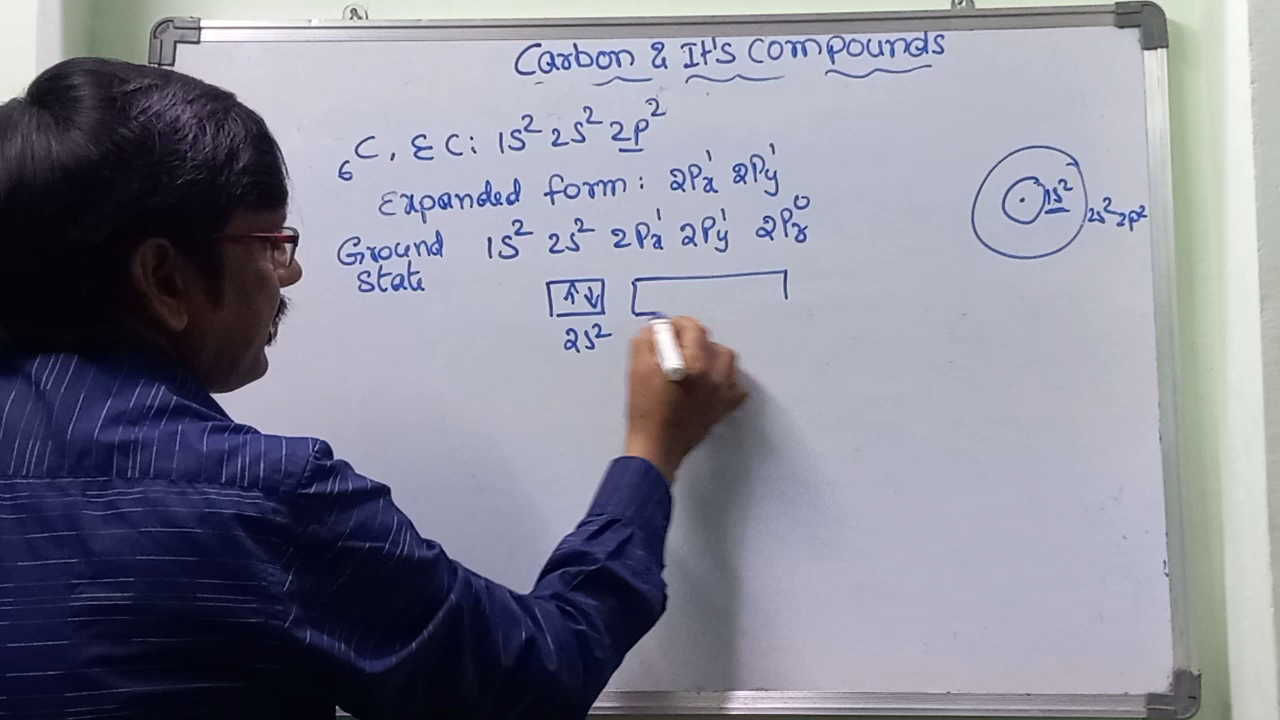 Carbon & It's Compounds
₆C, EC: 1S² 2S² 2p²
Expanded form: 2Px¹ 2Py¹
Ground 1S² 2S² 2Px¹ 2Py¹ 2Pz⁰
State
↑↓
2S²
1S²
2S² 2p²